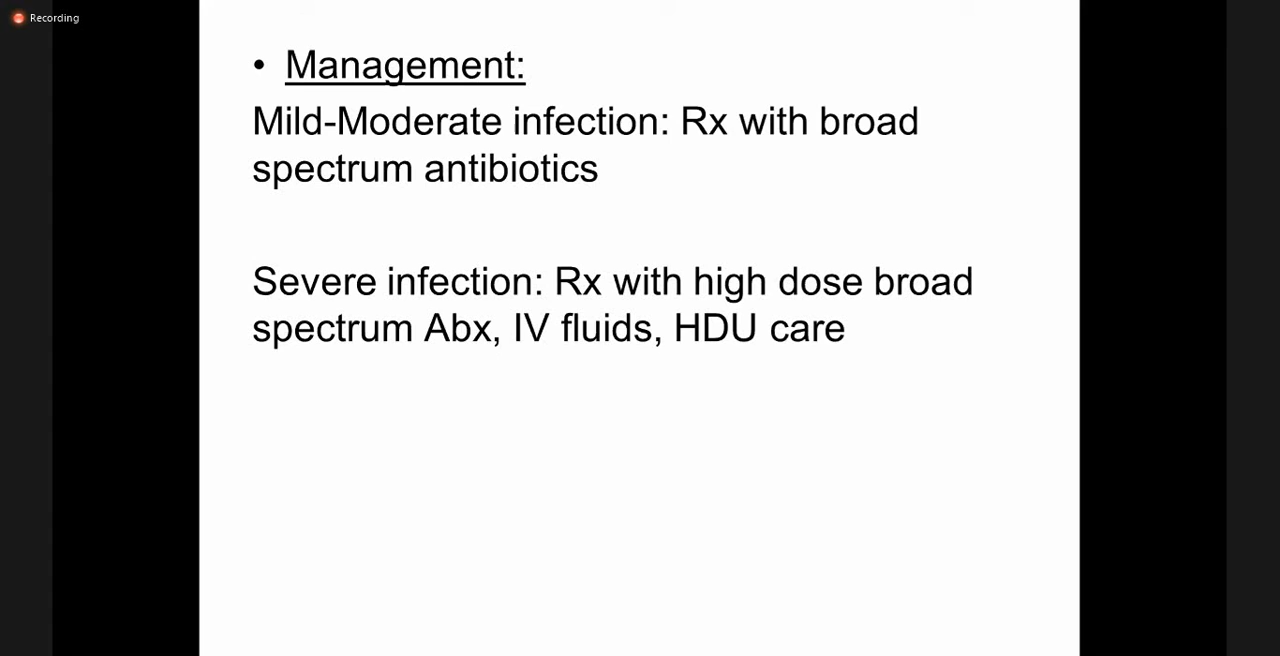 Recording
• Management:
Mild-Moderate infection: Rx with broad
spectrum antibiotics
Severe infection: Rx with high dose broad
spectrum Abx, IV fluids, HDU care